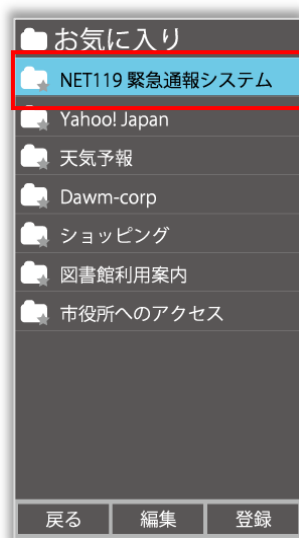 お気に入り
NET119 緊急通報システム
Yahoo! Japan
天気予報
Dawm-corp
ショッピング
図書館利用案内
市役所へのアクセス
戻る 編集 登録